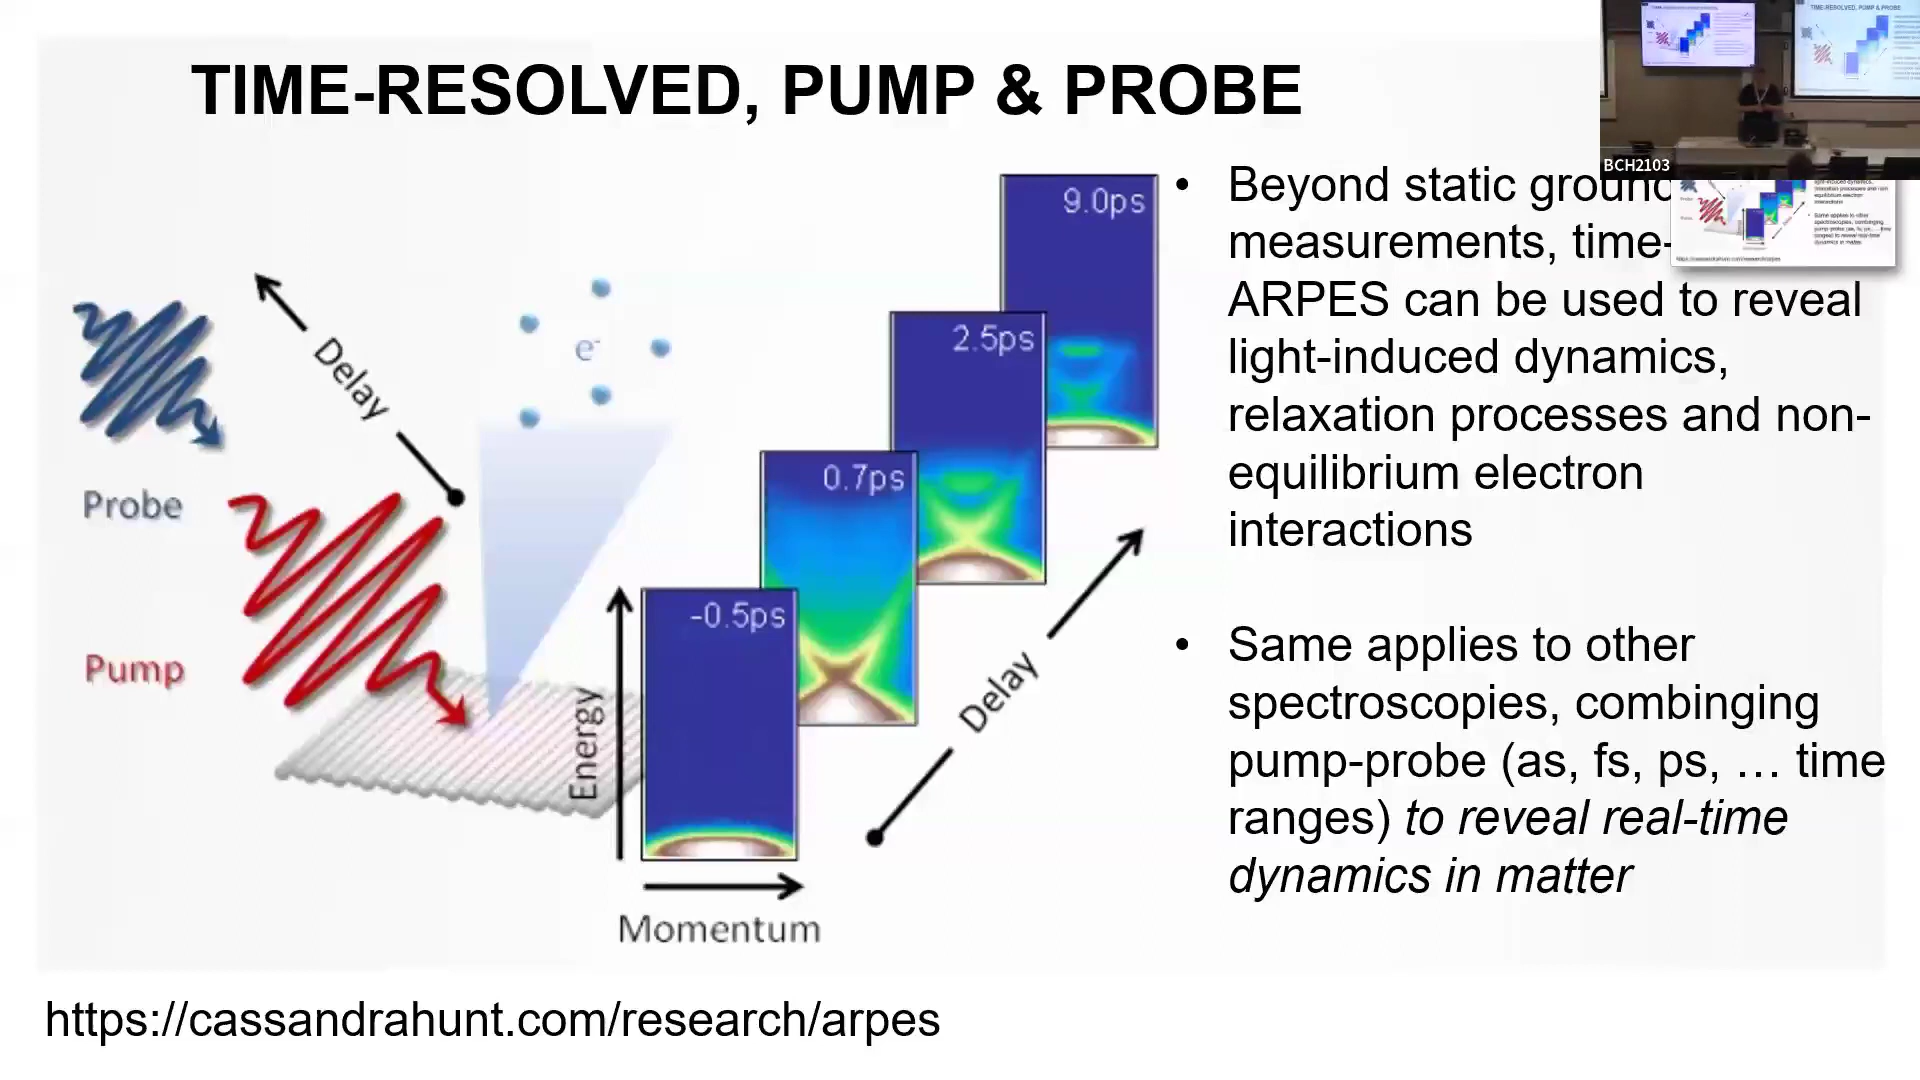 TIME-RESOLVED, PUMP & PROBE
BCH2103
Probe
Pump
Delay
e-
-0.5ps
0.7ps
2.5ps
9.0ps
Energy
Momentum
Delay
• Beyond static ground
measurements, time-
ARPES can be used to reveal
light-induced dynamics,
relaxation processes and non-
equilibrium electron
interactions
• Same applies to other
spectroscopies, combinging
pump-probe (as, fs, ps, … time
ranges) to reveal real-time
dynamics in matter
https://cassandrahunt.com/research/arpes